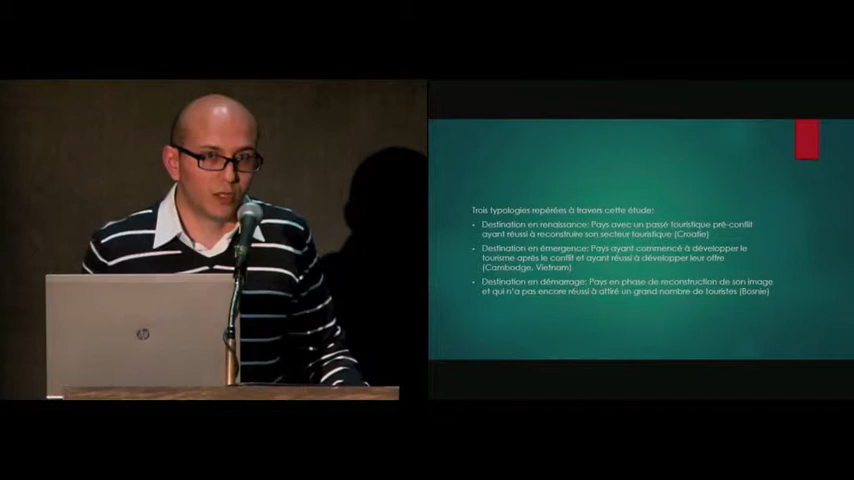 Trois typologies repérées à travers cette étude:
- Destination en renaissance: Pays avec un passé touristique pré-conflit
ayant réussi à reconstruire son secteur touristique (Croatie)
- Destination en émergence: Pays ayant commencé à développer le
tourisme après le conflit et ayant réussi à développer leur offre
(Cambodge, Vietnam)
- Destination en démarrage: Pays en phase de reconstruction de son image
et qui n'a pas encore réussi à attiré un grand nombre de touristes (Bosnie)
hp